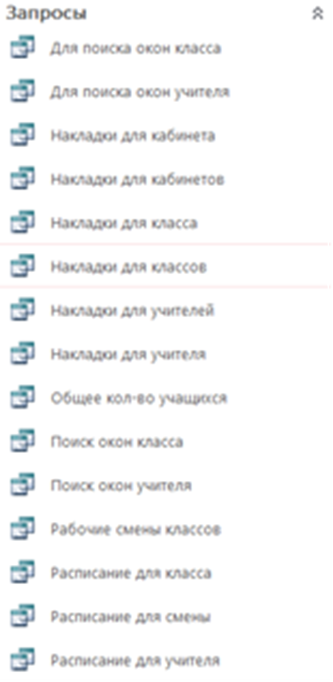 Запросы
Для поиска окон класса
Для поиска окон учителя
Накладки для кабинета
Накладки для кабинетов
Накладки для класса
Накладки для классов
Накладки для учителей
Накладки для учителя
Общее кол-во учащихся
Поиск окон класса
Поиск окон учителя
Рабочие смены классов
Расписание для класса
Расписание для смены
Расписание для учителя